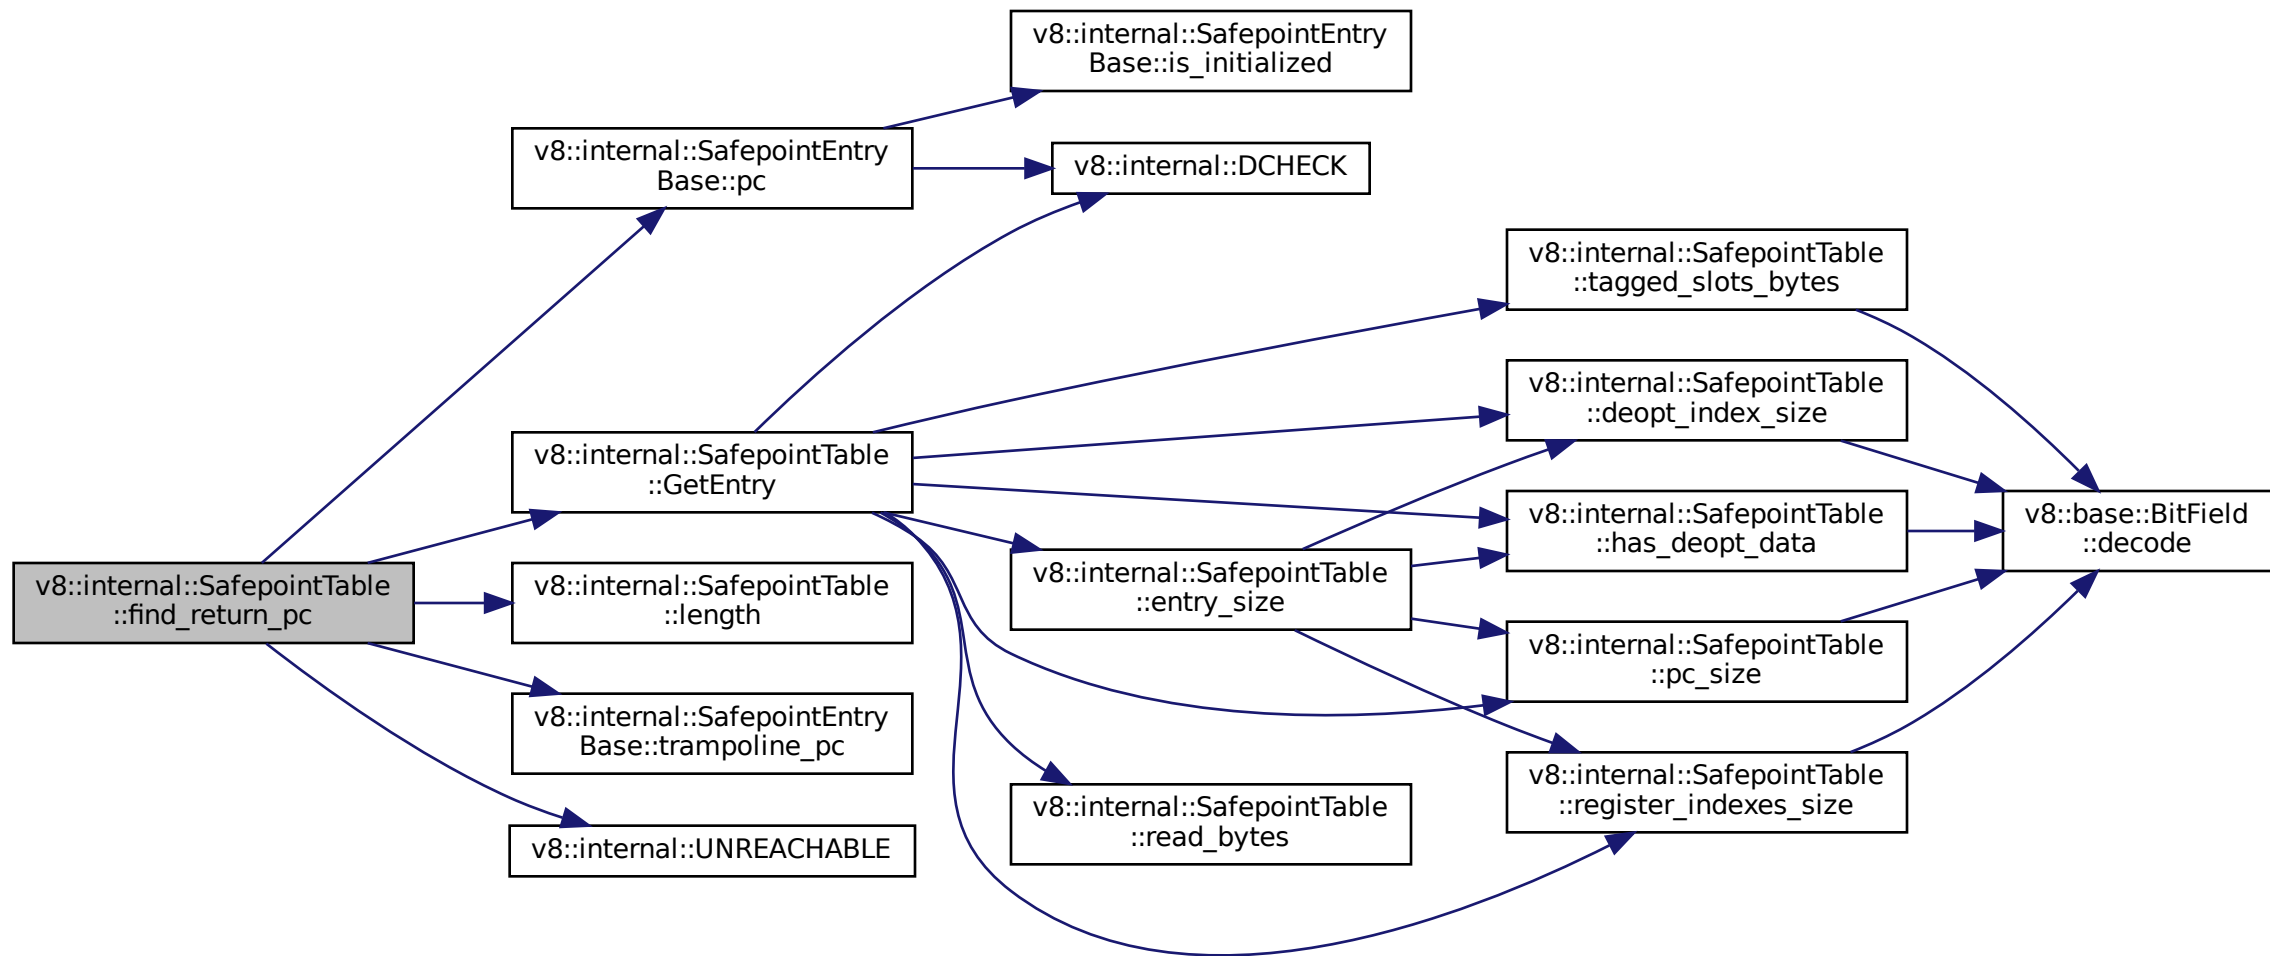 v8::internal::SafepointTable
::find_return_pc
v8::internal::SafepointEntry
Base::pc
v8::internal::SafepointTable
::GetEntry
v8::internal::SafepointTable
::length
v8::internal::SafepointEntry
Base::trampoline_pc
v8::internal::UNREACHABLE
v8::internal::SafepointEntry
Base::is_initialized
v8::internal::DCHECK
v8::internal::SafepointTable
::entry_size
v8::internal::SafepointTable
::read_bytes
v8::internal::SafepointTable
::tagged_slots_bytes
v8::internal::SafepointTable
::deopt_index_size
v8::internal::SafepointTable
::has_deopt_data
v8::internal::SafepointTable
::pc_size
v8::internal::SafepointTable
::register_indexes_size
v8::base::BitField
::decode